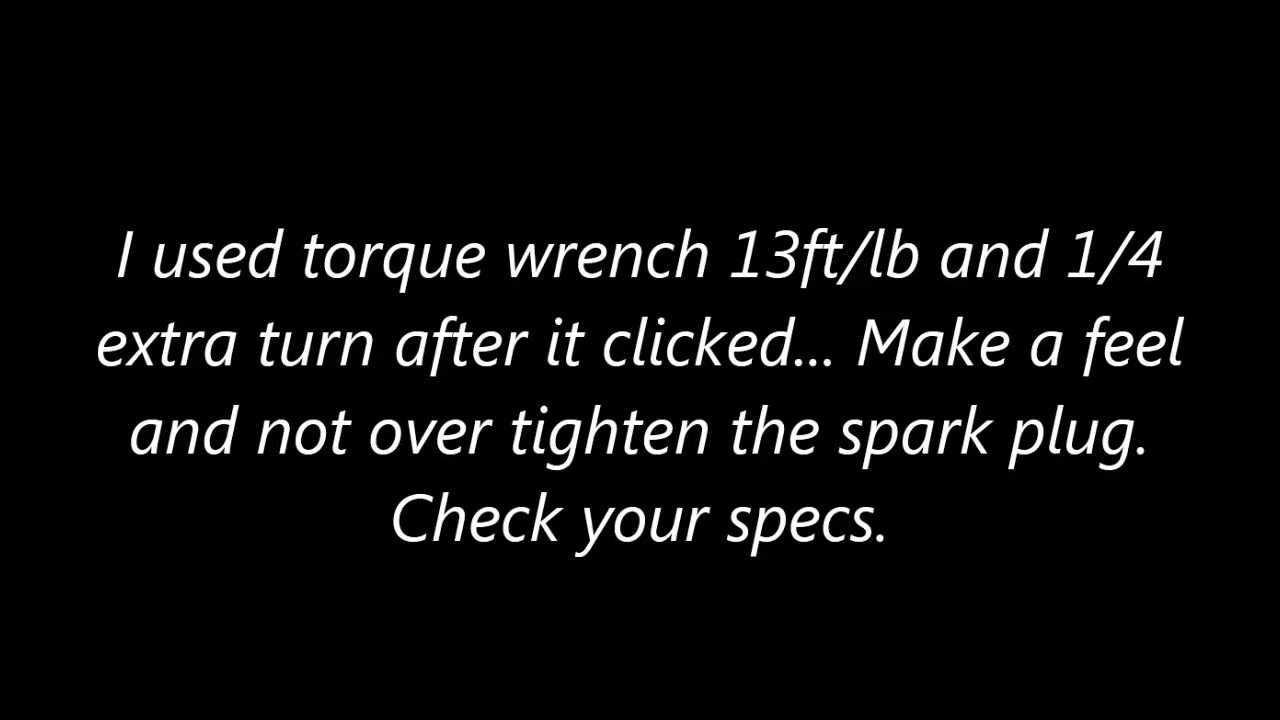 I used torque wrench 13ft/lb and 1/4
extra turn after it clicked... Make a feel
and not over tighten the spark plug.
Check your specs.